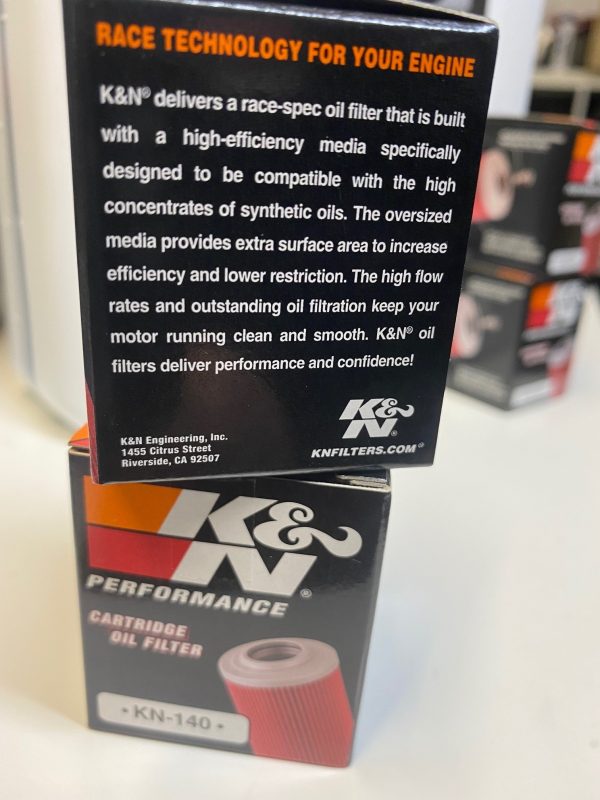 RACE TECHNOLOGY FOR YOUR ENGINE
K&N® delivers a race-spec oil filter that is built
with a high-efficiency media specifically
designed to be compatible with the high
concentrates of synthetic oils. The oversized
media provides extra surface area to increase
efficiency and lower restriction. The high flow
rates and outstanding oil filtration keep your
motor running clean and smooth. K&N® oil
filters deliver performance and confidence!
K&N®
K&N Engineering, Inc.
1455 Citrus Street
Riverside, CA 92507
KNFILTERS.COM®
K&N®
PERFORMANCE
CARTRIDGE
OIL FILTER
• KN-140 •